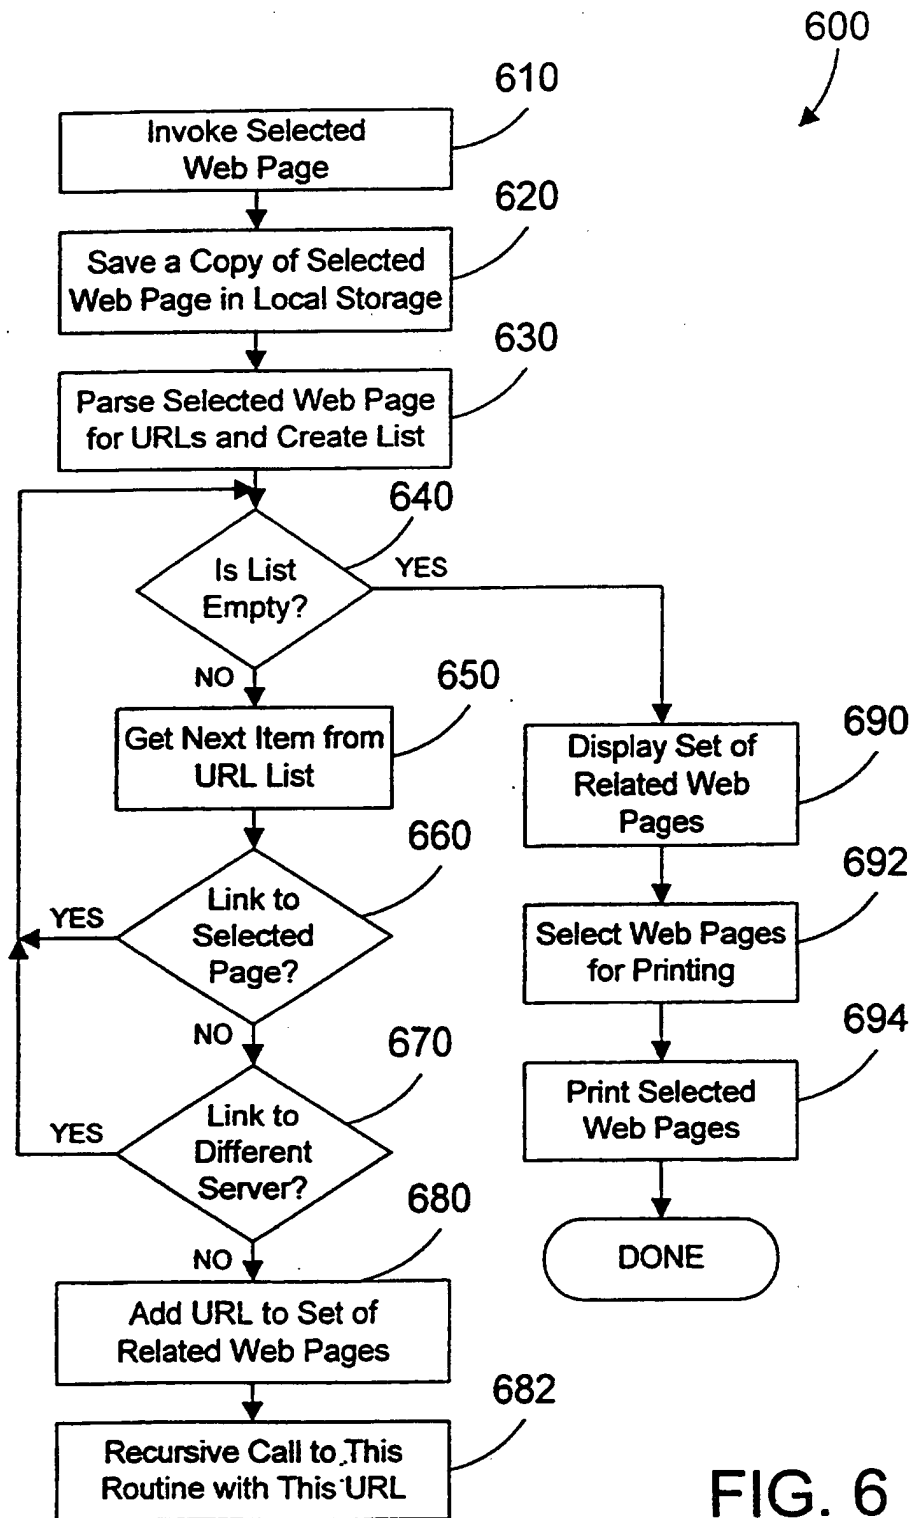 600
610
Invoke Selected
Web Page
620
Save a Copy of Selected
Web Page in Local Storage
630
Parse Selected Web Page
for URLs and Create List
640
Is List
Empty?
YES
NO
650
Get Next Item from
URL List
660
Link to
Selected
Page?
YES
NO
670
Link to
Different
Server?
YES
NO
680
Add URL to Set of
Related Web Pages
682
Recursive Call to This
Routine with This URL
690
Display Set of
Related Web
Pages
692
Select Web Pages
for Printing
694
Print Selected
Web Pages
DONE
FIG. 6